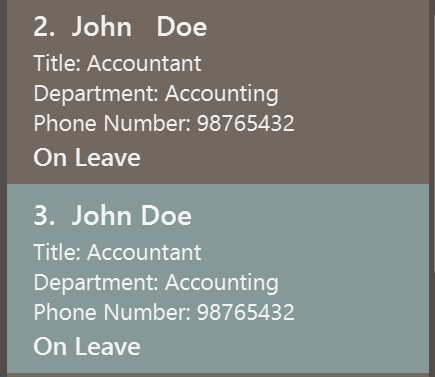 2.  John   Doe
Title: Accountant
Department: Accounting
Phone Number: 98765432
On Leave
3.  John Doe
Title: Accountant
Department: Accounting
Phone Number: 98765432
On Leave